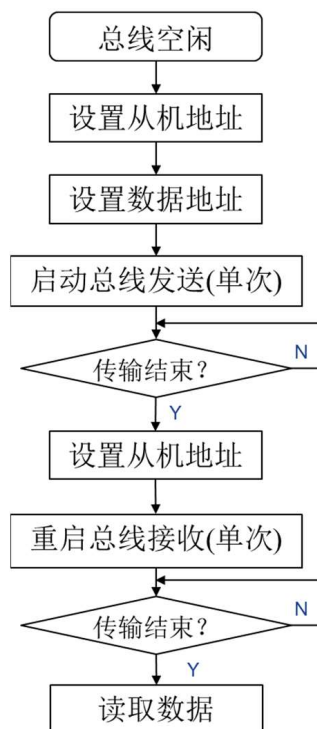 总线空闲
设置从机地址
设置数据地址
启动总线发送(单次)
传输结束?
N
Y
设置从机地址
重启总线接收(单次)
传输结束?
N
Y
读取数据